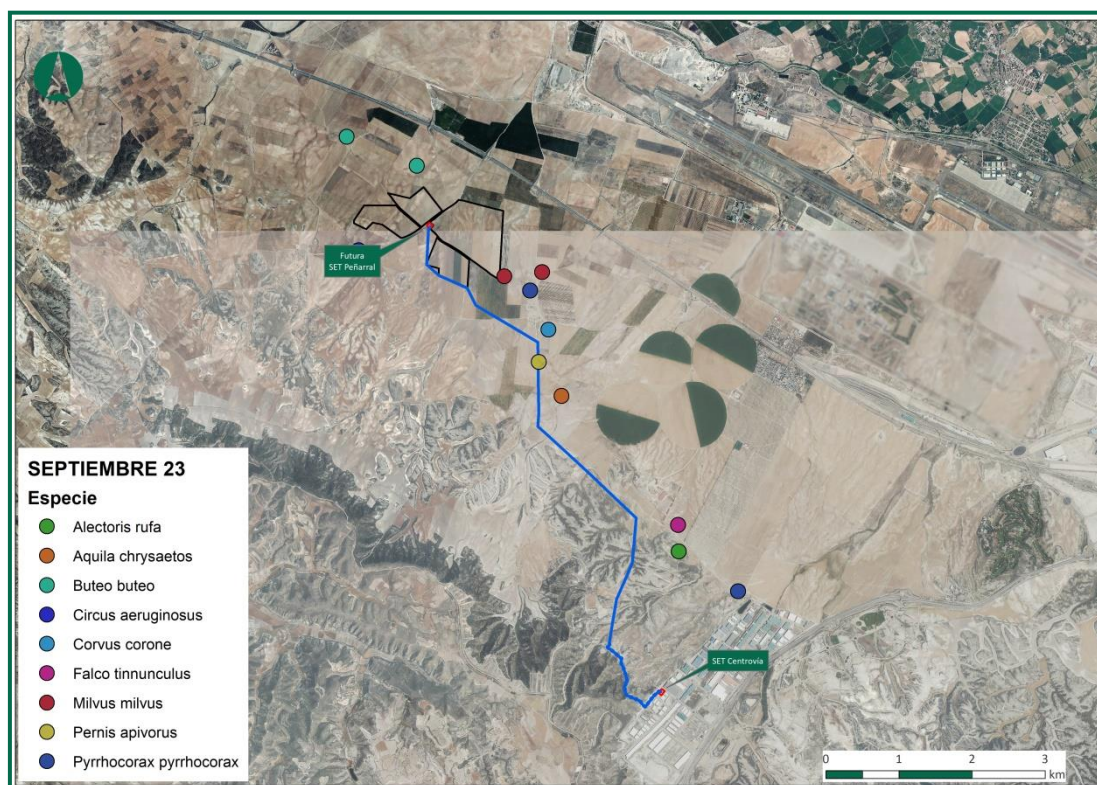 Futura
SET Peñarral
SET Centrovía
SEPTIEMBRE 23
Especie
Alectoris rufa
Aquila chrysaetos
Buteo buteo
Circus aeruginosus
Corvus corone
Falco tinnunculus
Milvus milvus
Pernis apivorus
Pyrrhocorax pyrrhocorax
0 1 2 3
km